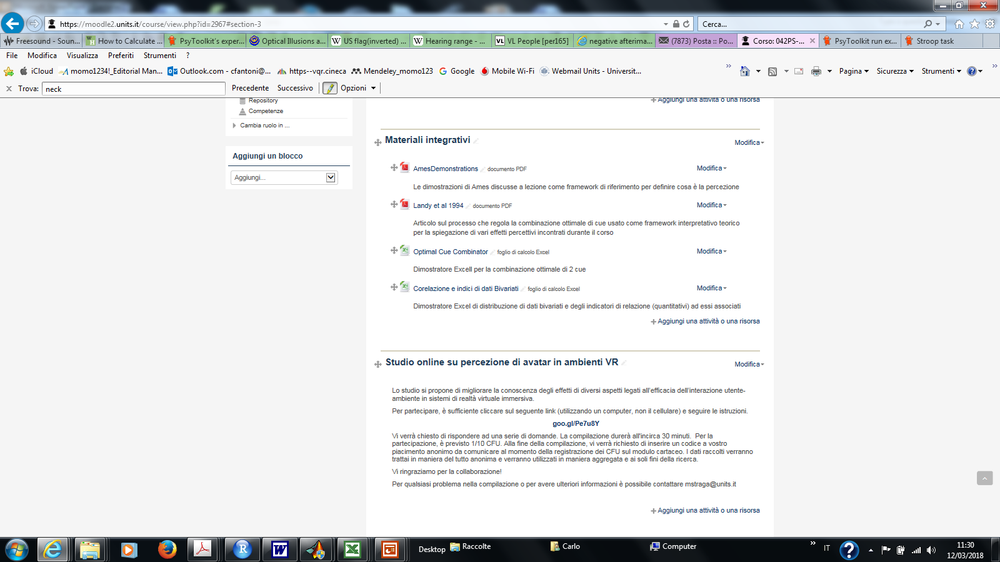 https://moodle2.units.it/course/view.php?id=2967#section-3
Cerca...
Freesound - Soun...
How to Calculate ...
PsyToolkit's exper...
Optical Illusions a...
US flag(inverted) ...
Hearing range - ...
VL People [per165]
negative afterima...
(7873) Posta :: Po...
Corso: 042PS-...
PsyToolkit run ex...
Stroop task
File Modifica Visualizza Preferiti Strumenti ?
iCloud
momo1234!_Editorial Man...
Outlook.com - cfantoni@...
https--vqr.cineca
Mendeley_momo123
Google
Mobile Wi-Fi
Webmail Units - Universit...
Pagina
Sicurezza
Strumenti
Trova: neck
Precedente Successivo
Opzioni
Repository
Competenze
Cambia ruolo in ...
Aggiungi un blocco
Aggiungi...
Aggiungi una attività o una risorsa
Materiali integrativi
Modifica
AmesDemonstrations documento PDF
Modifica
Le dimostrazioni di Ames discusse a lezione come framework di riferimento per definire cosa è la percezione
Landy et al 1994 documento PDF
Modifica
Articolo sul processo che regola la combinazione ottimale di cue usato come framework interpretativo teorico
per la spiegazione di vari effetti percettivi incontrati durante il corso
Optimal Cue Combinator foglio di calcolo Excel
Modifica
Dimostratore Excell per la combinazione ottimale di 2 cue
Corelazione e indici di dati Bivariati foglio di calcolo Excel
Modifica
Dimostratore Excel di distribuzione di dati bivariati e degli indicatori di relazione (quantitativi) ad essi associati
Aggiungi una attività o una risorsa
Studio online su percezione di avatar in ambienti VR
Modifica
Lo studio si propone di migliorare la conoscenza degli effetti di diversi aspetti legati all'efficacia dell'interazione utente-
ambiente in sistemi di realtà virtuale immersiva.
Per partecipare, è sufficiente cliccare sul seguente link (utilizzando un computer, non il cellulare) e seguire le istruzioni.
goo.gl/Pe7u8Y
Vi verrà chiesto di rispondere ad una serie di domande. La compilazione durerà all'incirca 30 minuti. Per la
partecipazione, è previsto 1/10 CFU. Alla fine della compilazione, vi verrà richiesto di inserire un codice a vostro
piacimento anonimo da comunicare al momento della registrazione dei CFU sul modulo cartaceo. I dati raccolti verranno
trattai in maniera del tutto anonima e verranno utilizzati in maniera aggregata e ai soli fini della ricerca.
Vi ringraziamo per la collaborazione!
Per qualsiasi problema nella compilazione o per avere ulteriori informazioni è possibile contattare mstraga@units.it
Aggiungi una attività o una risorsa
Desktop
Raccolte
Carlo
Computer
IT
11:30
12/03/2018